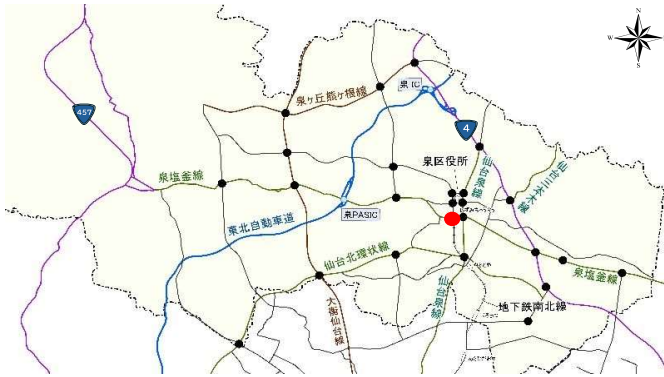 N
W
E
S
泉IC
泉ヶ丘熊ヶ根線
457
4
泉区役所
仙台泉線
仙台三本木線
泉塩釜線
泉PASIC
東北自動車道
仙台北環状線
泉塩釜線
大衡仙台線
仙台泉線
地下鉄南北線